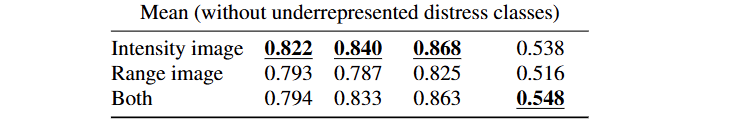 Mean (without underrepresented distress classes)
Intensity image 0.822 0.840 0.868 0.538
Range image 0.793 0.787 0.825 0.516
Both 0.794 0.833 0.863 0.548